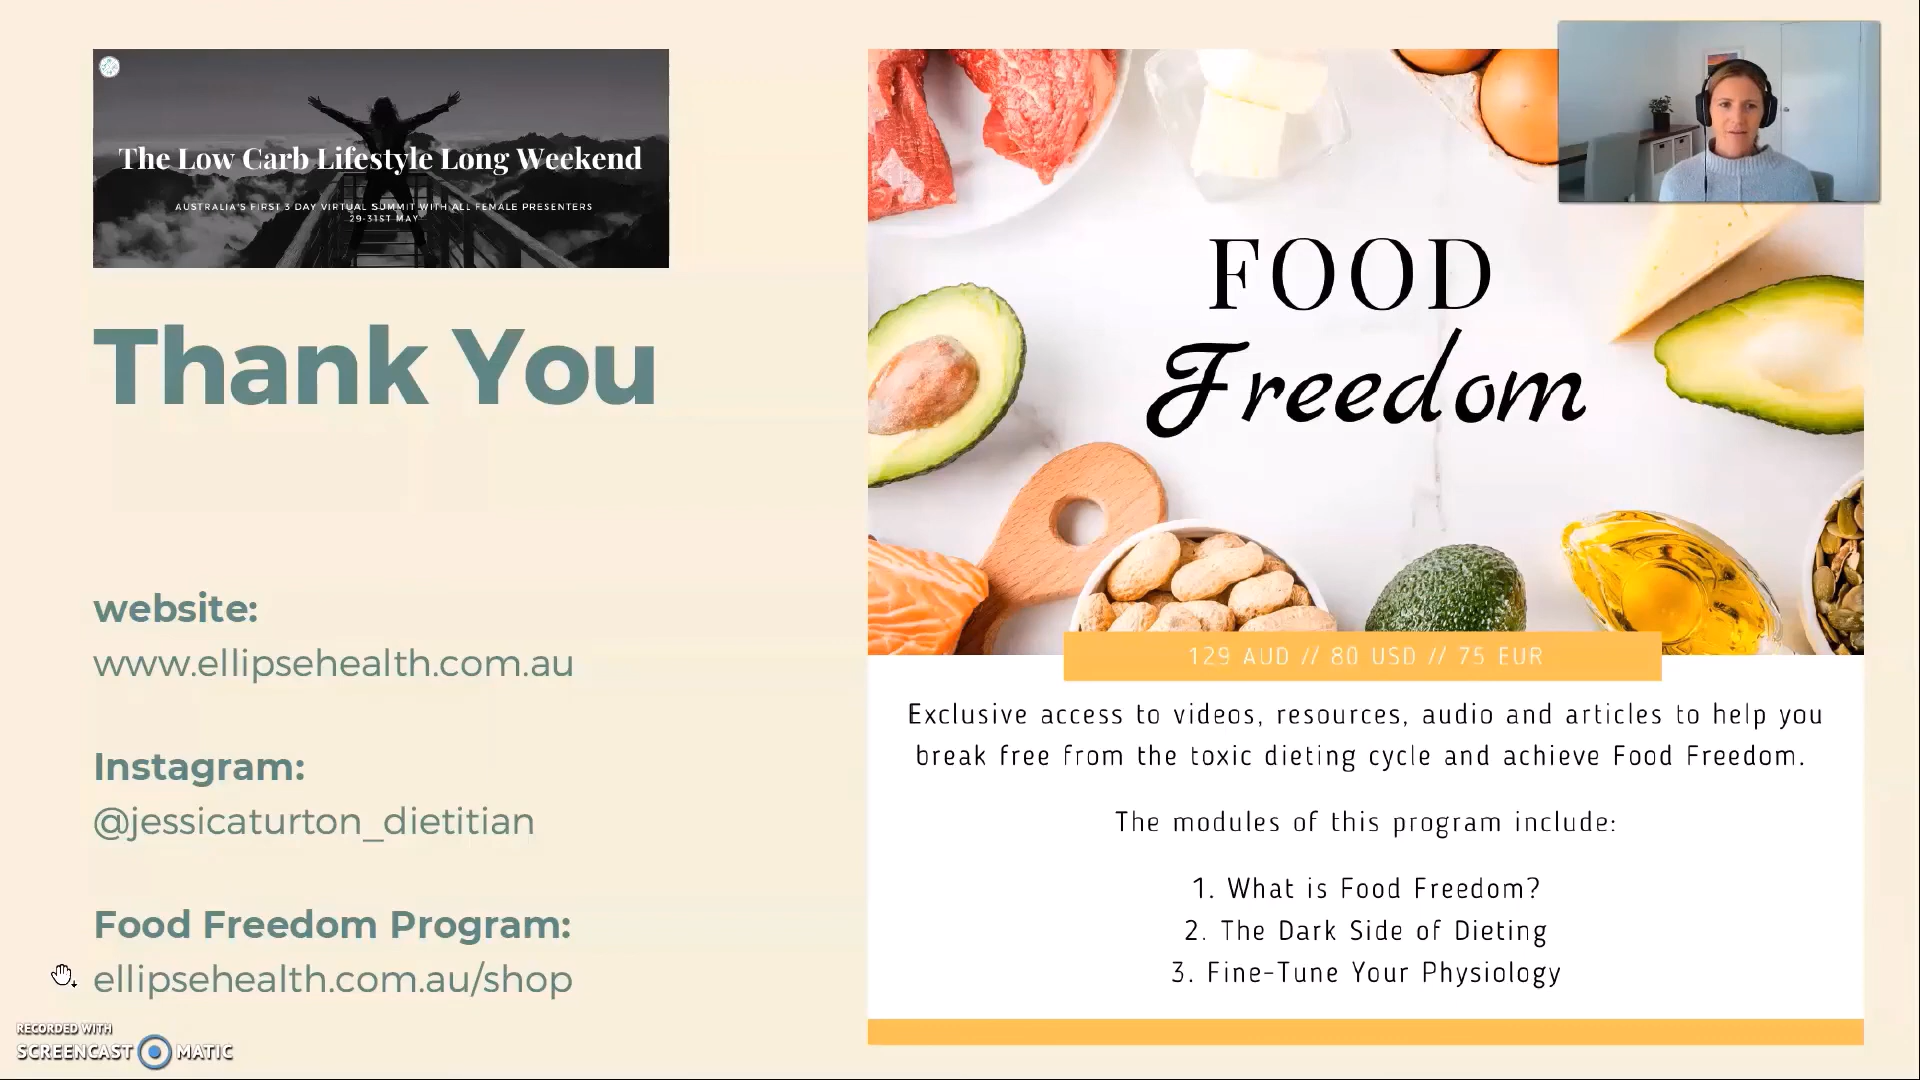 The Low Carb Lifestyle Long Weekend
AUSTRALIA'S FIRST 3 DAY VIRTUAL SUMMIT WITH ALL FEMALE PRESENTERS
29-31ST MAY
Thank You
website:
www.ellipsehealth.com.au
Instagram:
@jessicaturton_dietitian
Food Freedom Program:
ellipsehealth.com.au/shop
RECORDED WITH
SCREENCAST MATIC
FOOD
Freedom
129 AUD // 80 USD // 75 EUR
Exclusive access to videos, resources, audio and articles to help you
break free from the toxic dieting cycle and achieve Food Freedom.
The modules of this program include:
1. What is Food Freedom?
2. The Dark Side of Dieting
3. Fine-Tune Your Physiology